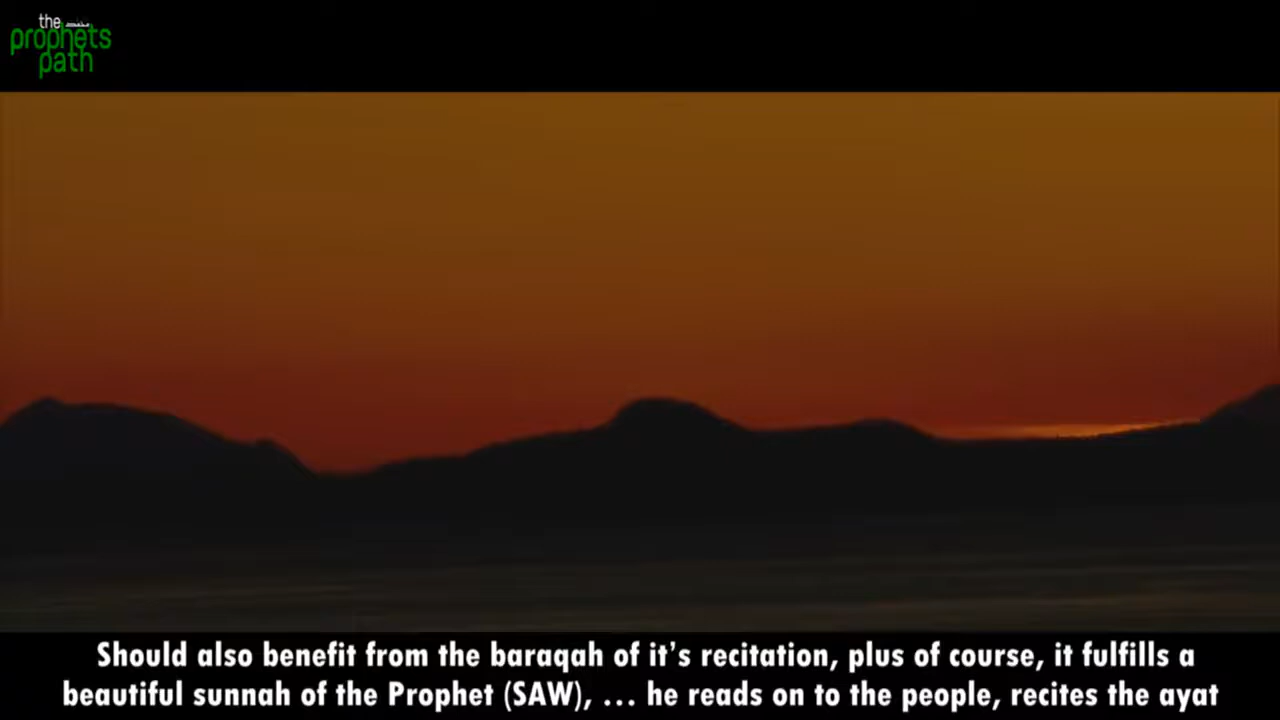 the
prophets
path
Should also benefit from the baraqah of it's recitation, plus of course, it fulfills a
beautiful sunnah of the Prophet (SAW), ... he reads on to the people, recites the ayat